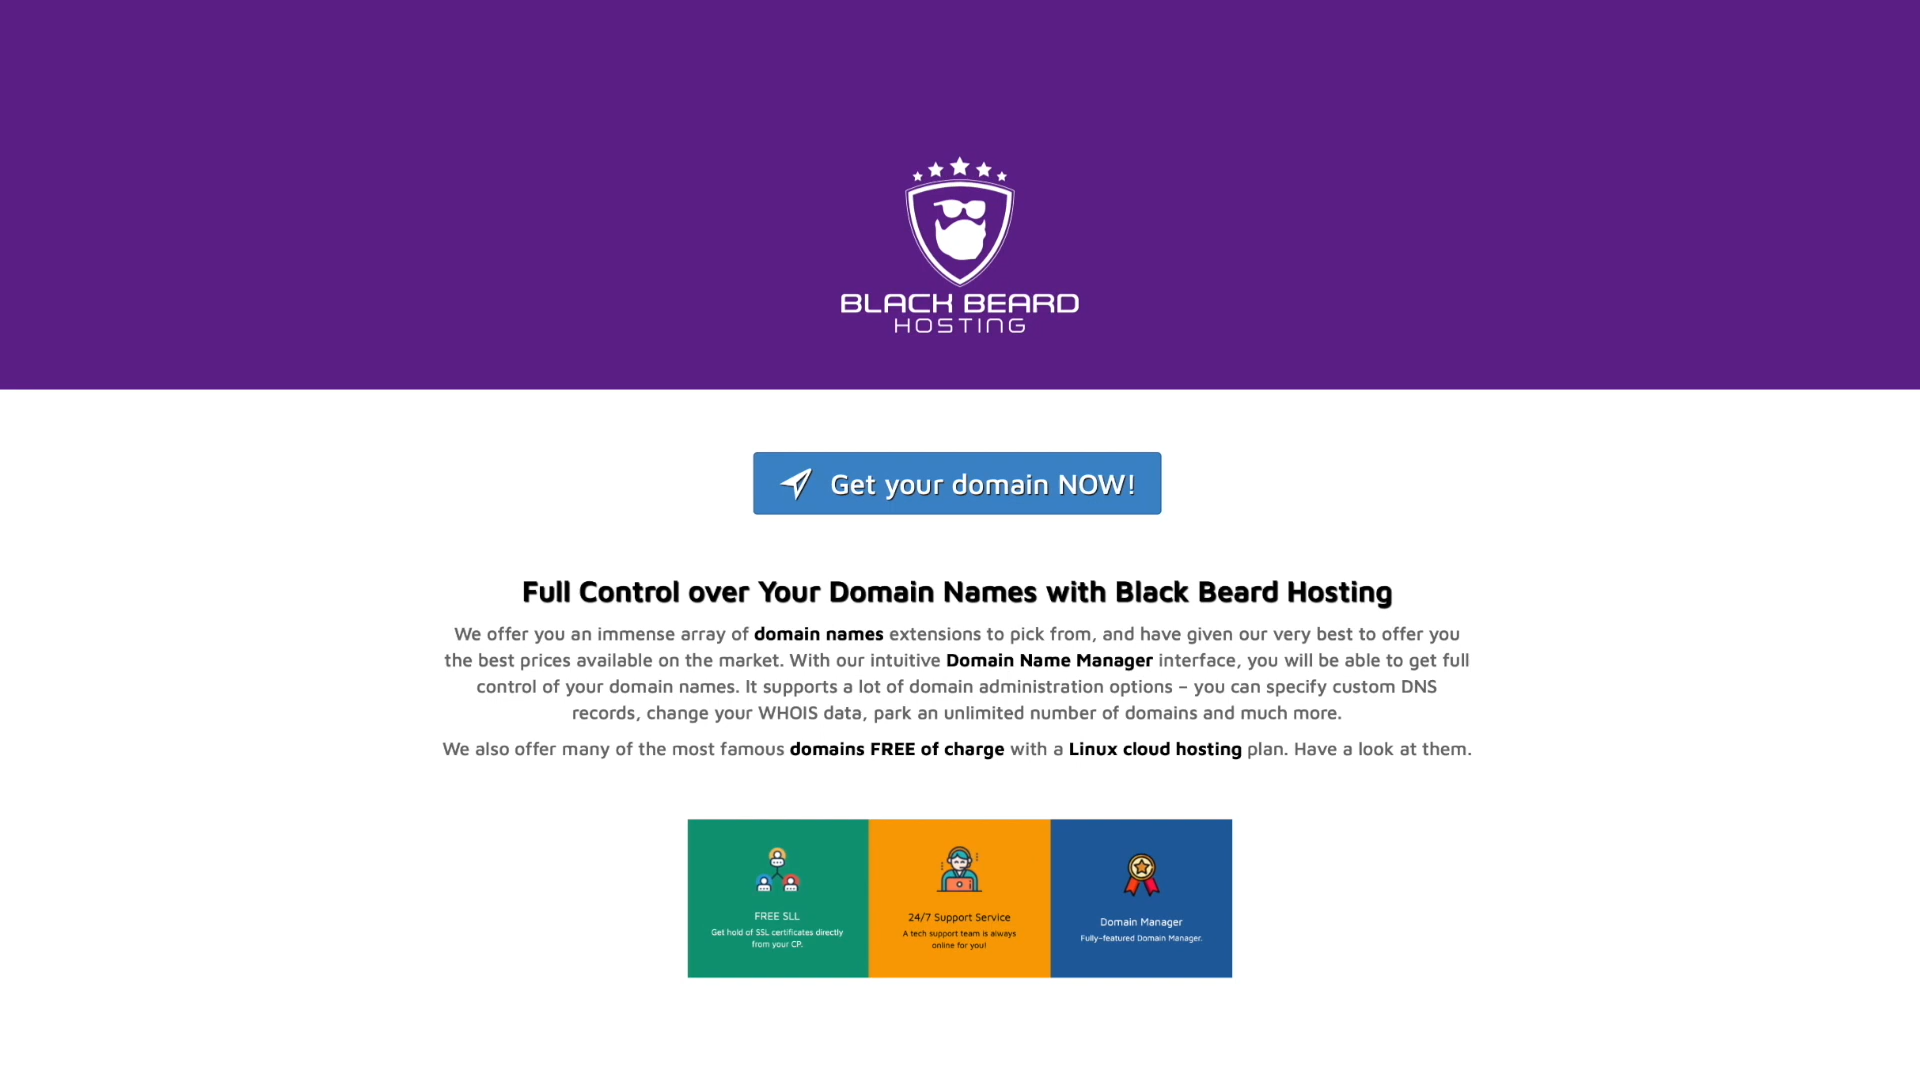 BLACK BEARD
HOSTING
Get your domain NOW!
Full Control over Your Domain Names with Black Beard Hosting
We offer you an immense array of domain names extensions to pick from, and have given our very best to offer you
the best prices available on the market. With our intuitive Domain Name Manager interface, you will be able to get full
control of your domain names. It supports a lot of domain administration options – you can specify custom DNS
records, change your WHOIS data, park an unlimited number of domains and much more.
We also offer many of the most famous domains FREE of charge with a Linux cloud hosting plan. Have a look at them.
FREE SLL
Get hold of SSL certificates directly
from your CP.
24/7 Support Service
A tech support team is always
online for you!
Domain Manager
Fully-featured Domain Manager.